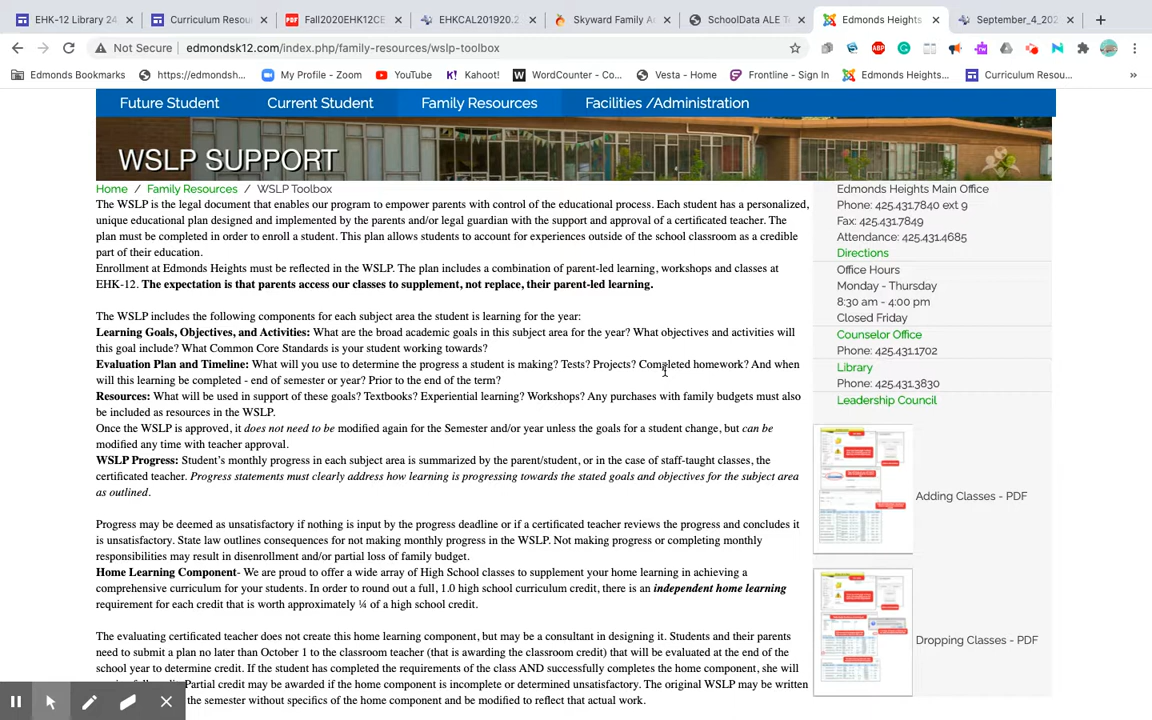 EHK-12 Library 24
Curriculum Resou
Fall2020EHK12CE
EHKCAL201920.2
Skyward Family Ac
SchoolData ALE To
Edmonds Heights
September_4_202
Not Secure | edmondsk12.com/index.php/family-resources/wslp-toolbox
Edmonds Bookmarks
https://edmondsh...
My Profile - Zoom
YouTube
Kahoot!
WordCounter - Co...
Vesta - Home
Frontline - Sign In
Edmonds Heights...
Curriculum Resou...
Future Student
Current Student
Family Resources
Facilities /Administration
WSLP SUPPORT
Home / Family Resources / WSLP Toolbox
The WSLP is the legal document that enables our program to empower parents with control of the educational process. Each student has a personalized,
unique educational plan designed and implemented by the parents and/or legal guardian with the support and approval of a certificated teacher. The
plan must be completed in order to enroll a student. This plan allows students to account for experiences outside of the school classroom as a credible
part of their education.
Enrollment at Edmonds Heights must be reflected in the WSLP. The plan includes a combination of parent-led learning, workshops and classes at
EHK-12. The expectation is that parents access our classes to supplement, not replace, their parent-led learning.
The WSLP includes the following components for each subject area the student is learning for the year:
Learning Goals, Objectives, and Activities: What are the broad academic goals in this subject area for the year? What objectives and activities will
this goal include? What Common Core Standards is your student working towards?
Evaluation Plan and Timeline: What will you use to determine the progress a student is making? Tests? Projects? Completed homework? And when
will this learning be completed - end of semester or year? Prior to the end of the term?
Resources: What will be used in support of these goals? Textbooks? Experiential learning? Workshops? Any purchases with family budgets must also
be included as resources in the WSLP.
Once the WSLP is approved, it does not need to be modified again for the Semester and/or year unless the goals for a student change, but can be
modified any time with teacher approval.
WSLP Progress: Student's monthly progress in each subject area is summarized by the parent/student, or in the case of staff-taught classes, the
certificated teacher. Progress statements must clearly address how learning is progressing towards the stated goals and objectives for the subject area
as outlined.
Progress may be deemed as unsatisfactory if nothing is input by the progress deadline or if a certificated teacher reviews the progress and concludes it
is unsatisfactory. State law outlines consequences for not making monthly progress in the WSLP. Not making progress or completing monthly
responsibilities may result in disenrollment and/or partial loss of family budget.
Home Learning Component- We are proud to offer a wide array of High School classes to supplement your home learning in achieving a
comprehensive curriculum for your students. In order to round out a full, 1.0 high school curriculum credit, there is an independent home learning
requirement for each credit that is worth approximately ¼ of a high school credit.
The evaluating certificated teacher does not create this home learning component, but may be a consultant in designing it. Students and their parents
need to submit a plan no later than October 1 to the classroom teacher (that is awarding the classroom credit) that will be evaluated at the end of the
school year to determine credit. If the student has completed the requirements of the class AND successfully completes the home component, she will
Partial credit may be awarded if the home component is incomplete or determined unsatisfactory. The original WSLP may be written
the semester without specifics of the home component and be modified to reflect that actual work.
Edmonds Heights Main Office
Phone: 425.431.7840 ext 9
Fax: 425.431.7849
Attendance: 425.431.4685
Directions
Office Hours
Monday - Thursday
8:30 am - 4:00 pm
Closed Friday
Counselor Office
Phone: 425.431.1702
Library
Phone: 425.431.3830
Leadership Council
Adding Classes - PDF
Dropping Classes - PDF